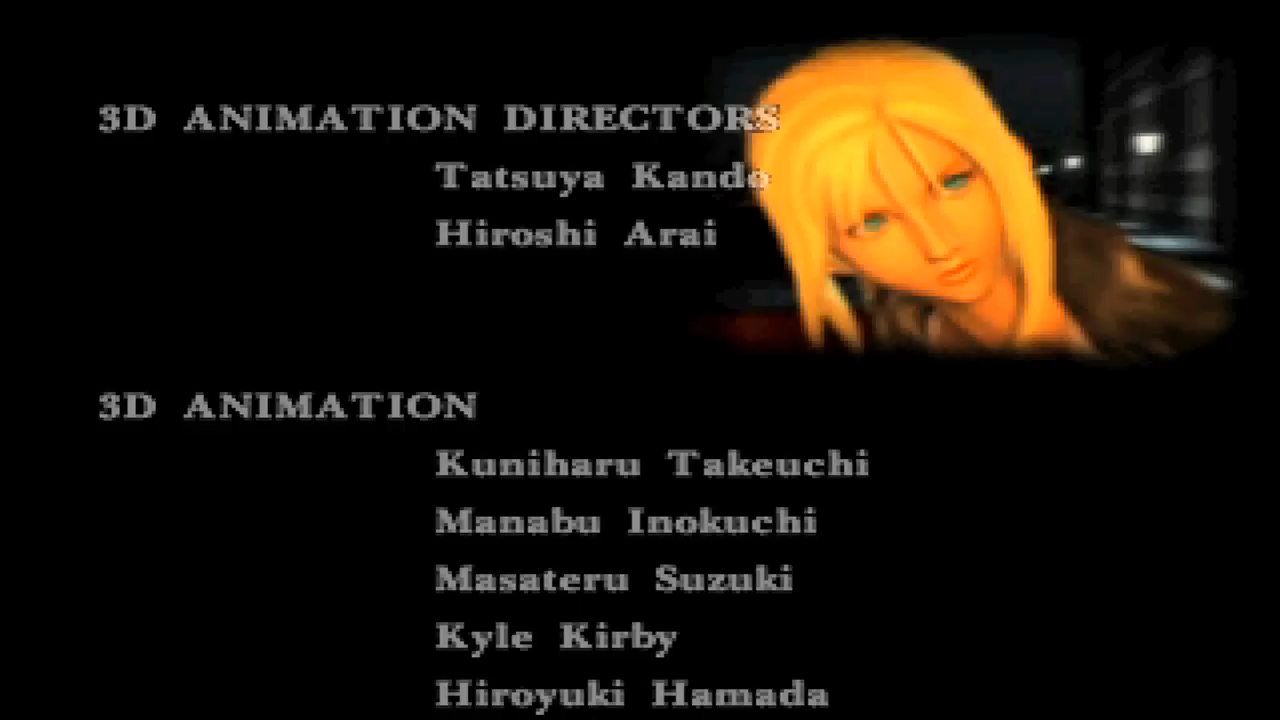 3D ANIMATION DIRECTORS
Tatsuya Kando
Hiroshi Arai
3D ANIMATION
Kuniharu Takeuchi
Manabu Inokuchi
Masateru Suzuki
Kyle Kirby
Hiroyuki Hamada